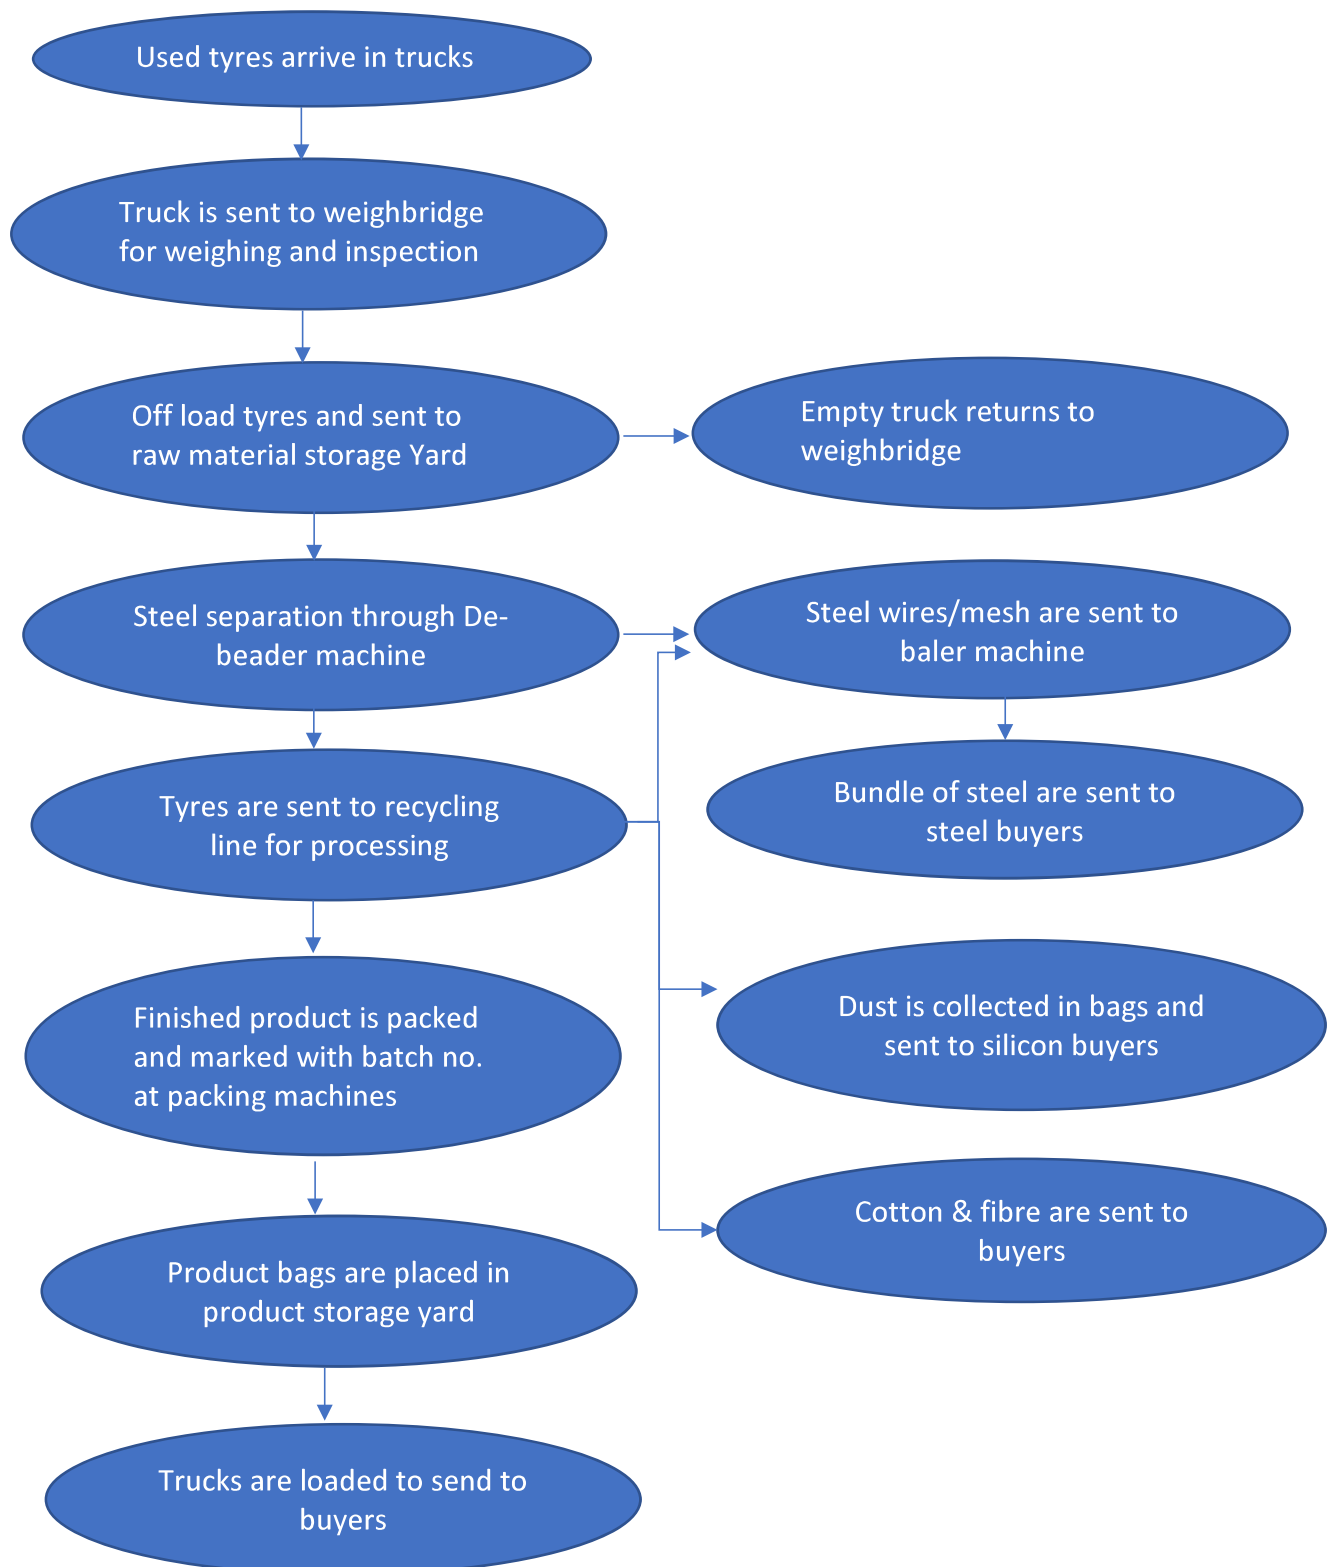 Used tyres arrive in trucks
Truck is sent to weighbridge
for weighing and inspection
Off load tyres and sent to
raw material storage Yard
Empty truck returns to
weighbridge
Steel separation through De-
beader machine
Steel wires/mesh are sent to
baler machine
Tyres are sent to recycling
line for processing
Bundle of steel are sent to
steel buyers
Finished product is packed
and marked with batch no.
at packing machines
Dust is collected in bags and
sent to silicon buyers
Cotton & fibre are sent to
buyers
Product bags are placed in
product storage yard
Trucks are loaded to send to
buyers